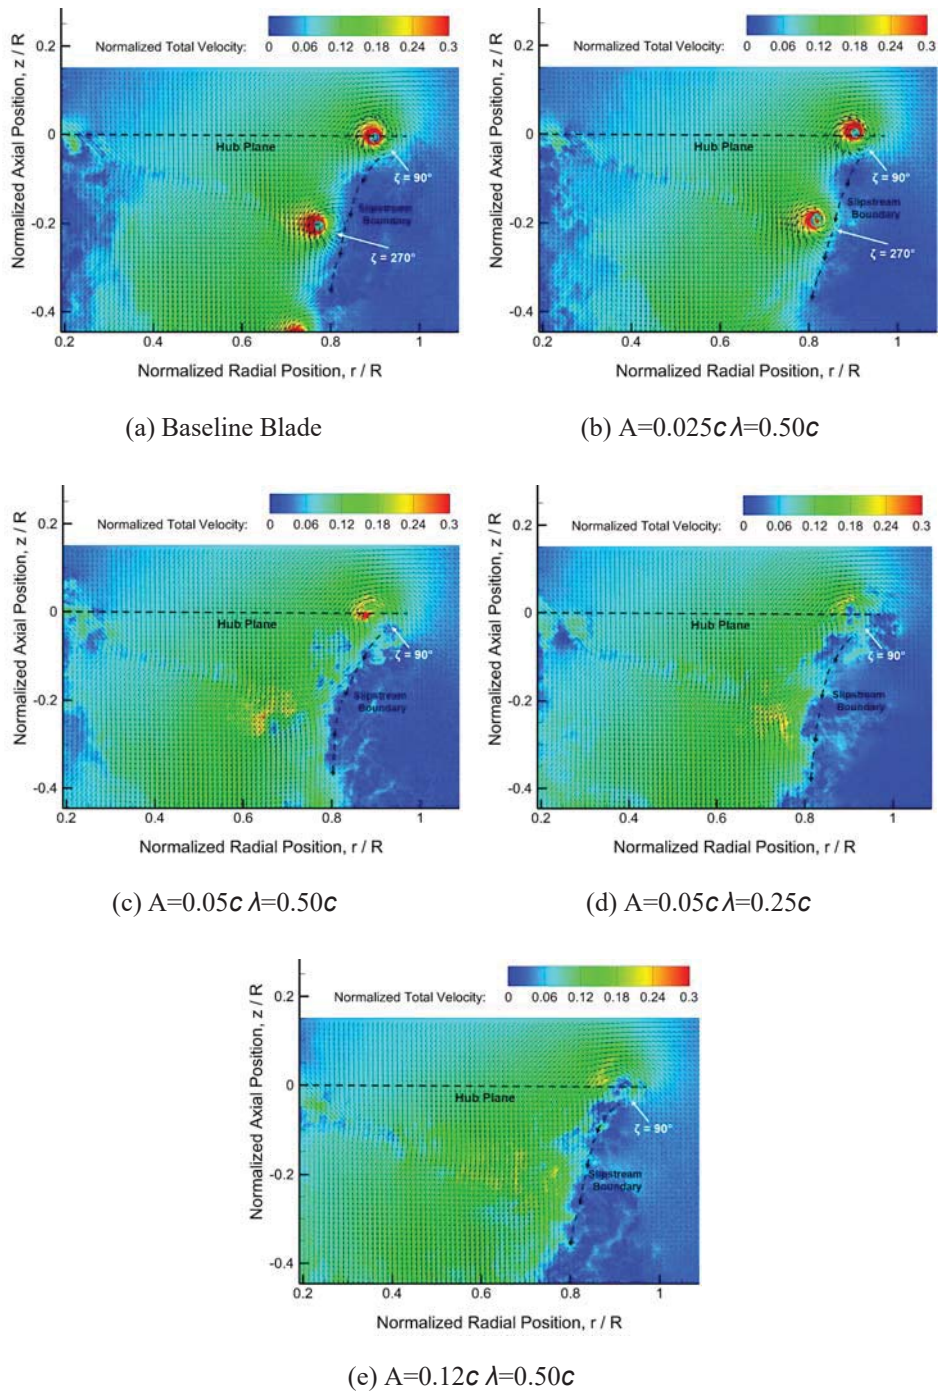 Normalized Total Velocity: 0 0.06 0.12 0.18 0.24 0.3
Normalized Axial Position, z / R
0.2
0
-0.2
-0.4
Hub Plane
ζ = 90°
Slipstream
Boundary
ζ = 270°
0.2 0.4 0.6 0.8 1
Normalized Radial Position, r / R
(a) Baseline Blade
Normalized Total Velocity: 0 0.06 0.12 0.18 0.24 0.3
Normalized Axial Position, z / R
0.2
0
-0.2
-0.4
Hub Plane
ζ = 90°
Slipstream
Boundary
ζ = 270°
0.2 0.4 0.6 0.8 1
Normalized Radial Position, r / R
(b) A=0.025c λ=0.50c
Normalized Total Velocity: 0 0.06 0.12 0.18 0.24 0.3
Normalized Axial Position, z / R
0.2
0
-0.2
-0.4
Hub Plane
ζ = 90°
Slipstream
Boundary
0.2 0.4 0.6 0.8 1
Normalized Radial Position, r / R
(c) A=0.05c λ=0.50c
Normalized Total Velocity: 0 0.06 0.12 0.18 0.24 0.3
Normalized Axial Position, z / R
0.2
0
-0.2
-0.4
Hub Plane
ζ = 90°
Slipstream
Boundary
0.2 0.4 0.6 0.8 1
Normalized Radial Position, r / R
(d) A=0.05c λ=0.25c
Normalized Total Velocity: 0 0.06 0.12 0.18 0.24 0.3
Normalized Axial Position, z / R
0.2
0
-0.2
-0.4
Hub Plane
ζ = 90°
Slipstream
Boundary
0.2 0.4 0.6 0.8 1
Normalized Radial Position, r / R
(e) A=0.12c λ=0.50c